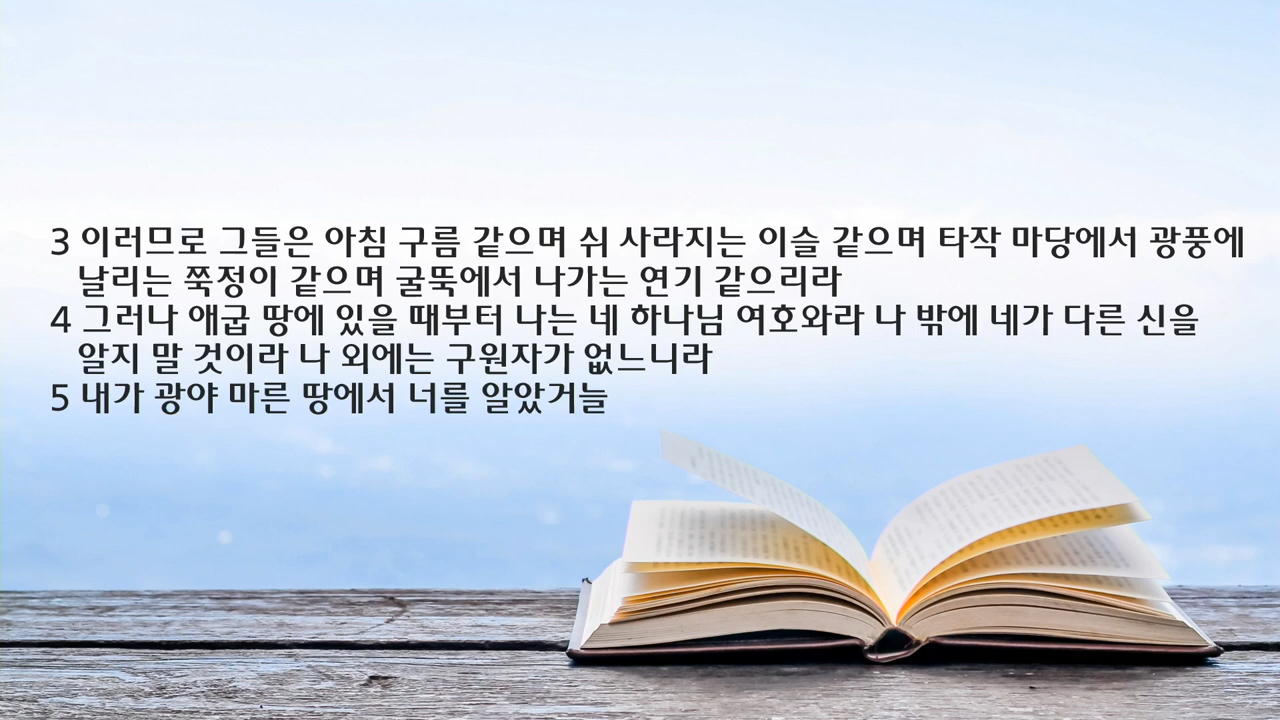 3 이러므로 그들은 아침 구름 같으며 쉬 사라지는 이슬 같으며 타작 마당에서 광풍에
날리는 쭉정이 같으며 굴뚝에서 나가는 연기 같으리라
4 그러나 애굽 땅에 있을 때부터 나는 네 하나님 여호와라 나 밖에 네가 다른 신을
알지 말 것이라 나 외에는 구원자가 없느니라
5 내가 광야 마른 땅에서 너를 알았거늘